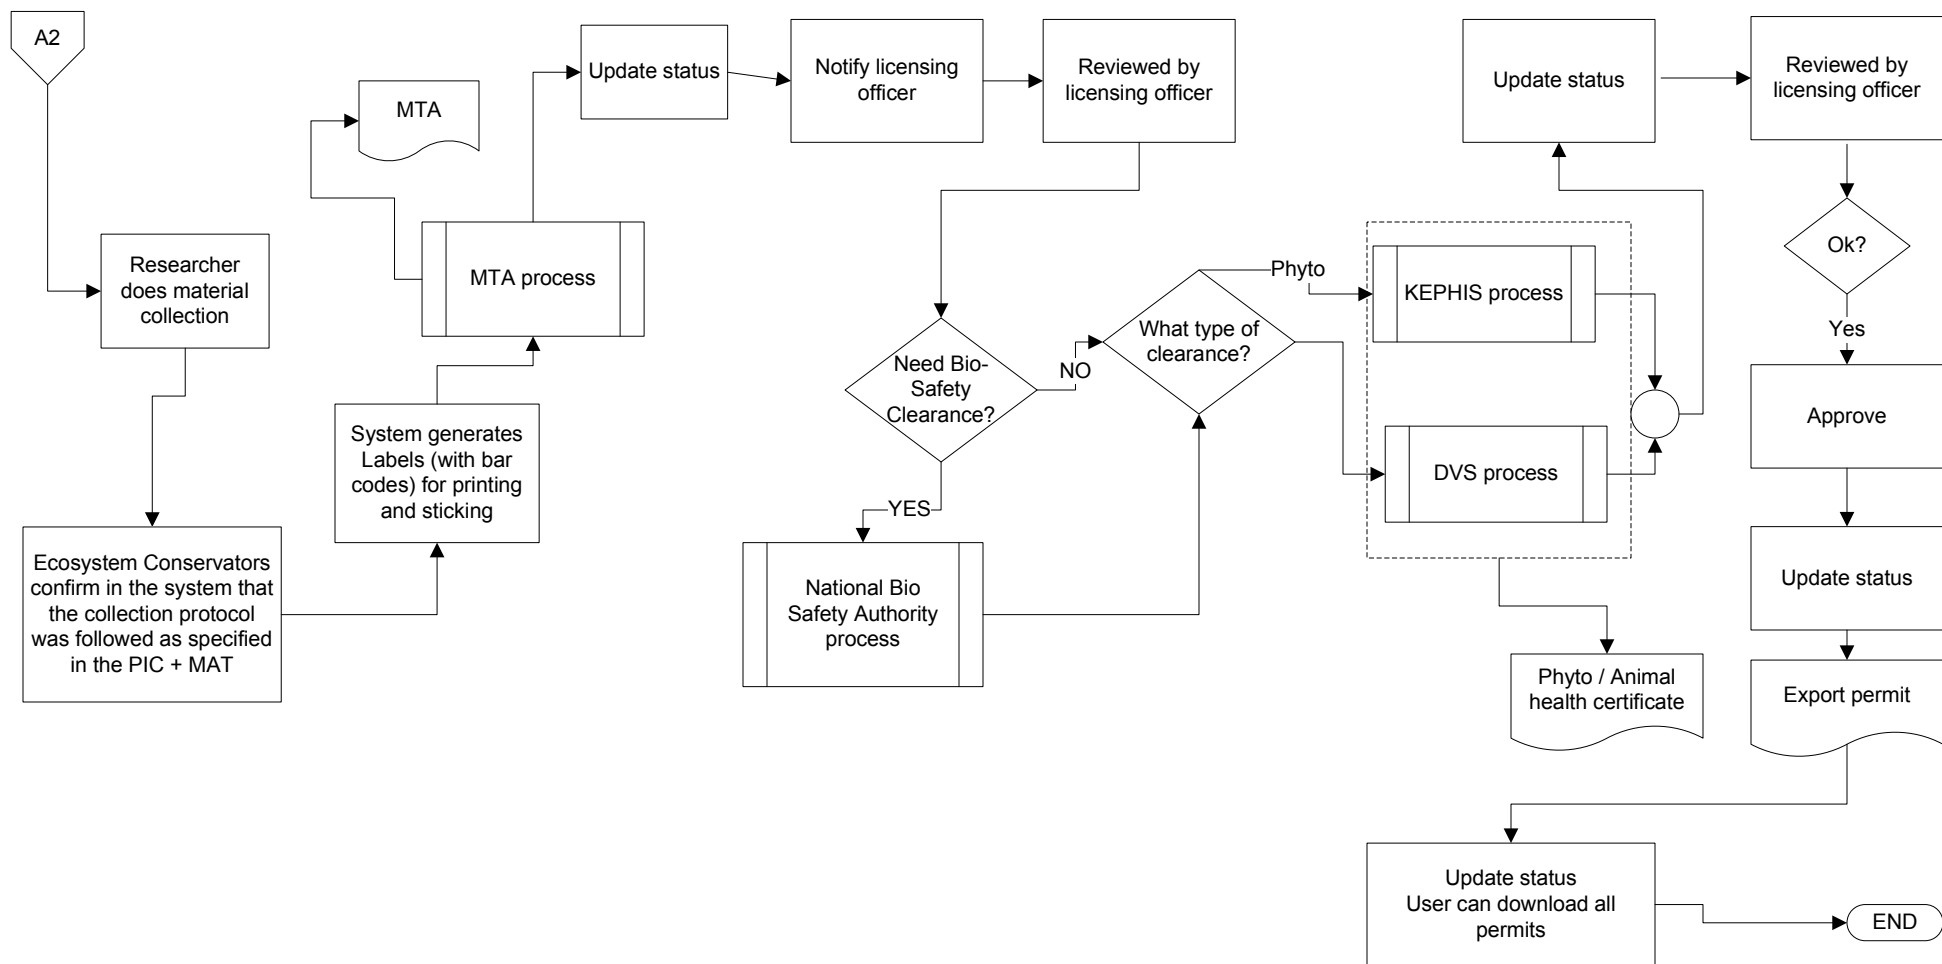 A2
Researcher
does material
collection
Ecosystem Conservators
confirm in the system that
the collection protocol
was followed as specified
in the PIC + MAT
System generates
Labels (with bar
codes) for printing
and sticking
MTA process
MTA
Update status
Notify licensing
officer
Reviewed by
licensing officer
Need Bio-
Safety
Clearance?
NO
YES
National Bio
Safety Authority
process
What type of
clearance?
Phyto
KEPHIS process
DVS process
Phyto / Animal
health certificate
Update status
Reviewed by
licensing officer
Ok?
Yes
Approve
Update status
Export permit
Update status
User can download all
permits
END